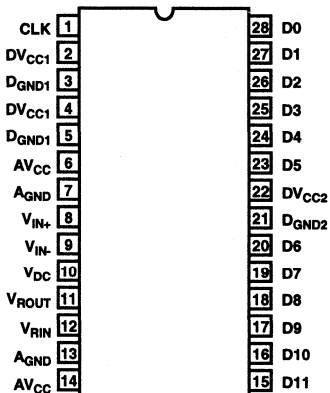 CLK 1 28 D0
DVCC1 2 27 D1
DGND1 3 26 D2
DVCC1 4 25 D3
DGND1 5 24 D4
AVCC 6 23 D5
AGND 7 22 DVCC2
VIN+ 8 21 DGND2
VIN- 9 20 D6
VDC 10 19 D7
VROUT 11 18 D8
VRIN 12 17 D9
AGND 13 16 D10
AVCC 14 15 D11